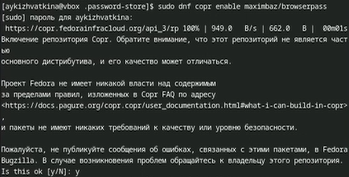 aykizhvatkina@vbox .password-store]$ sudo dnf copr enable maximbaz/browserpass
[sudo] пароль для aykizhvatkina:
https://copr.fedorainfracloud.org/api_3/rp 100% | 949.0 B/s | 662.0 B | 00m01s
Включение репозитория Copr. Обратите внимание, что этот репозиторий не является част
ью
основного дистрибутива, и его качество может отличаться.
Проект Fedora не имеет никакой власти над содержимым
за пределами правил, изложенных в Copr FAQ по адресу
<https://docs.pagure.org/copr.copr/user_documentation.html#what-i-can-build-in-copr>
,
и пакеты не имеют никаких требований к качеству или уровню безопасности.
Пожалуйста, не публикуйте сообщения об ошибках, связанных с этими пакетами, в Fedora
Bugzilla. В случае возникновения проблем обращайтесь к владельцу этого репозитория.
Is this ok [y/N]: y